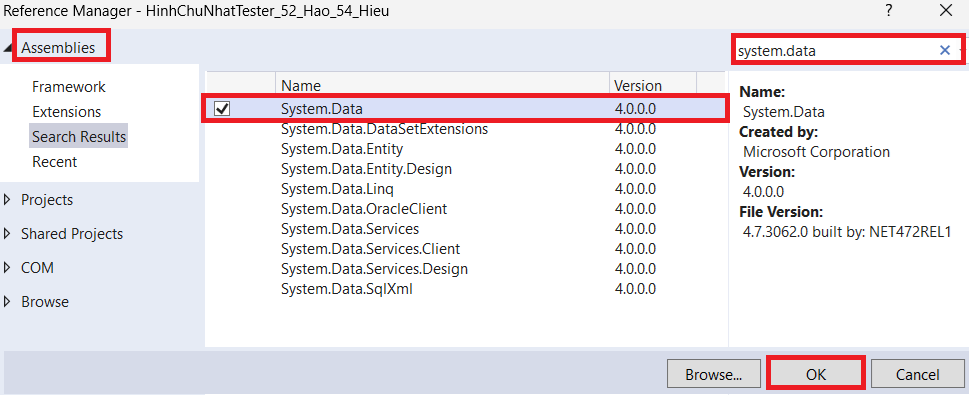 Reference Manager - HinhChuNhatTester_52_Hao_54_Hieu
?
Assemblies
Framework
Extensions
Search Results
Recent
Projects
Shared Projects
COM
Browse
Name Version
System.Data 4.0.0.0
System.Data.DataSetExtensions 4.0.0.0
System.Data.Entity 4.0.0.0
System.Data.Entity.Design 4.0.0.0
System.Data.Linq 4.0.0.0
System.Data.OracleClient 4.0.0.0
System.Data.Services 4.0.0.0
System.Data.Services.Client 4.0.0.0
System.Data.Services.Design 4.0.0.0
System.Data.SqlXml 4.0.0.0
system.data
Name:
System.Data
Created by:
Microsoft Corporation
Version:
4.0.0.0
File Version:
4.7.3062.0 built by: NET472REL1
Browse... OK Cancel